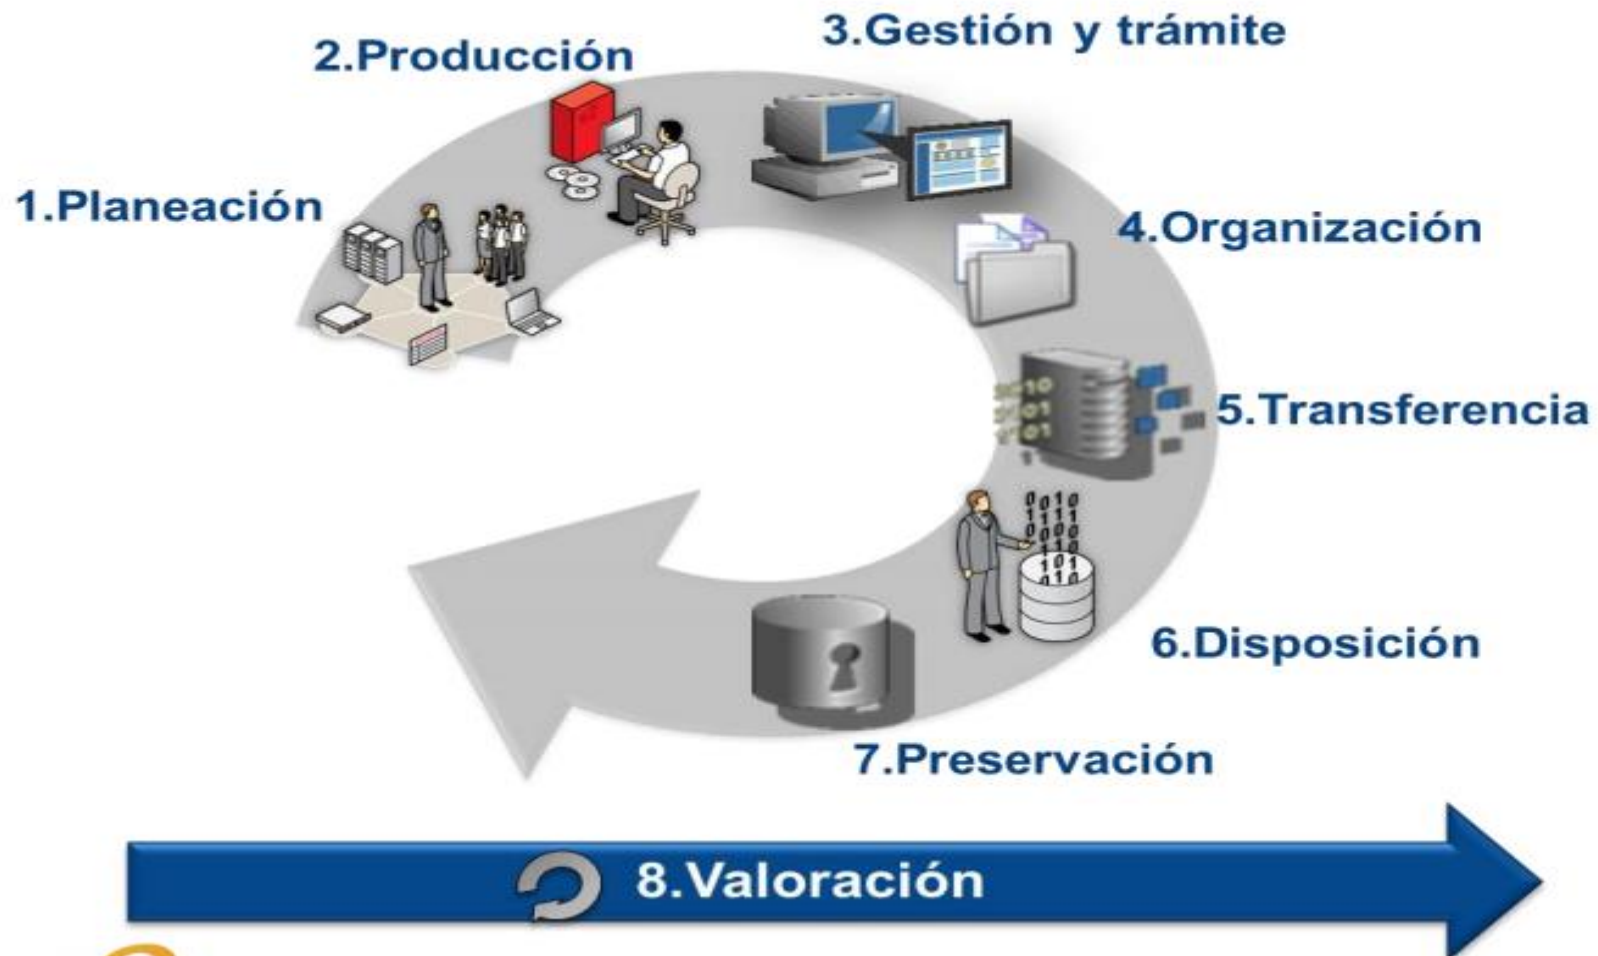 1.Planeación
2.Producción
3.Gestión y trámite
4.Organización
5.Transferencia
6.Disposición
7.Preservación
8.Valoración